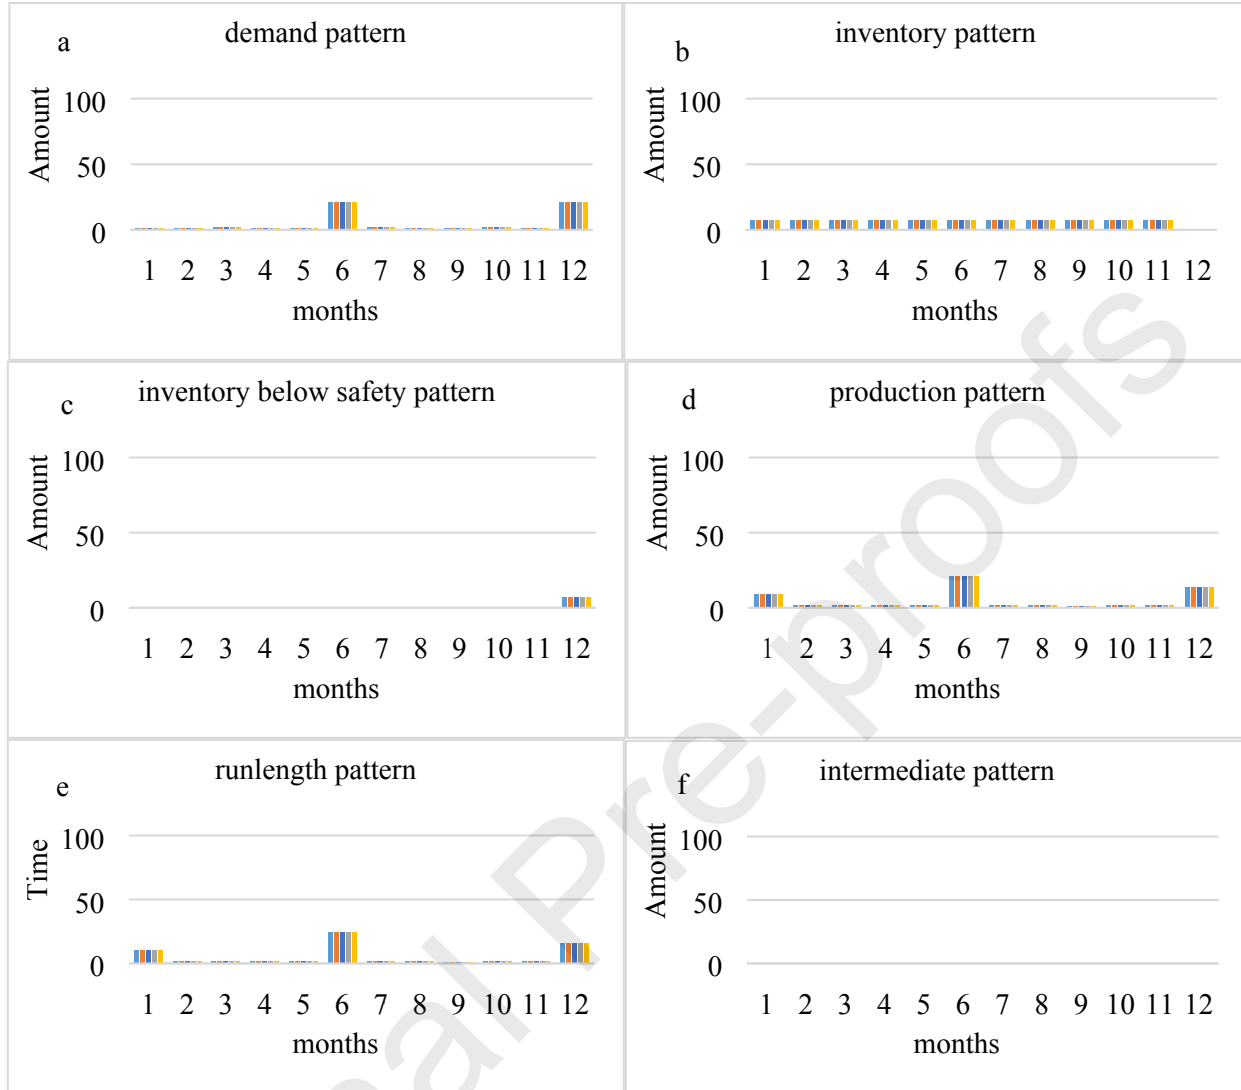 a
demand pattern
Amount
100
50
0
1 2 3 4 5 6 7 8 9 10 11 12
months
b
inventory pattern
Amount
100
50
0
1 2 3 4 5 6 7 8 9 10 11 12
months
c
inventory below safety pattern
Amount
100
50
0
1 2 3 4 5 6 7 8 9 10 11 12
months
d
production pattern
Amount
100
50
0
1 2 3 4 5 6 7 8 9 10 11 12
months
e
runlength pattern
Time
100
50
0
1 2 3 4 5 6 7 8 9 10 11 12
months
f
intermediate pattern
Amount
100
50
0
1 2 3 4 5 6 7 8 9 10 11 12
months
al Pre-proofs